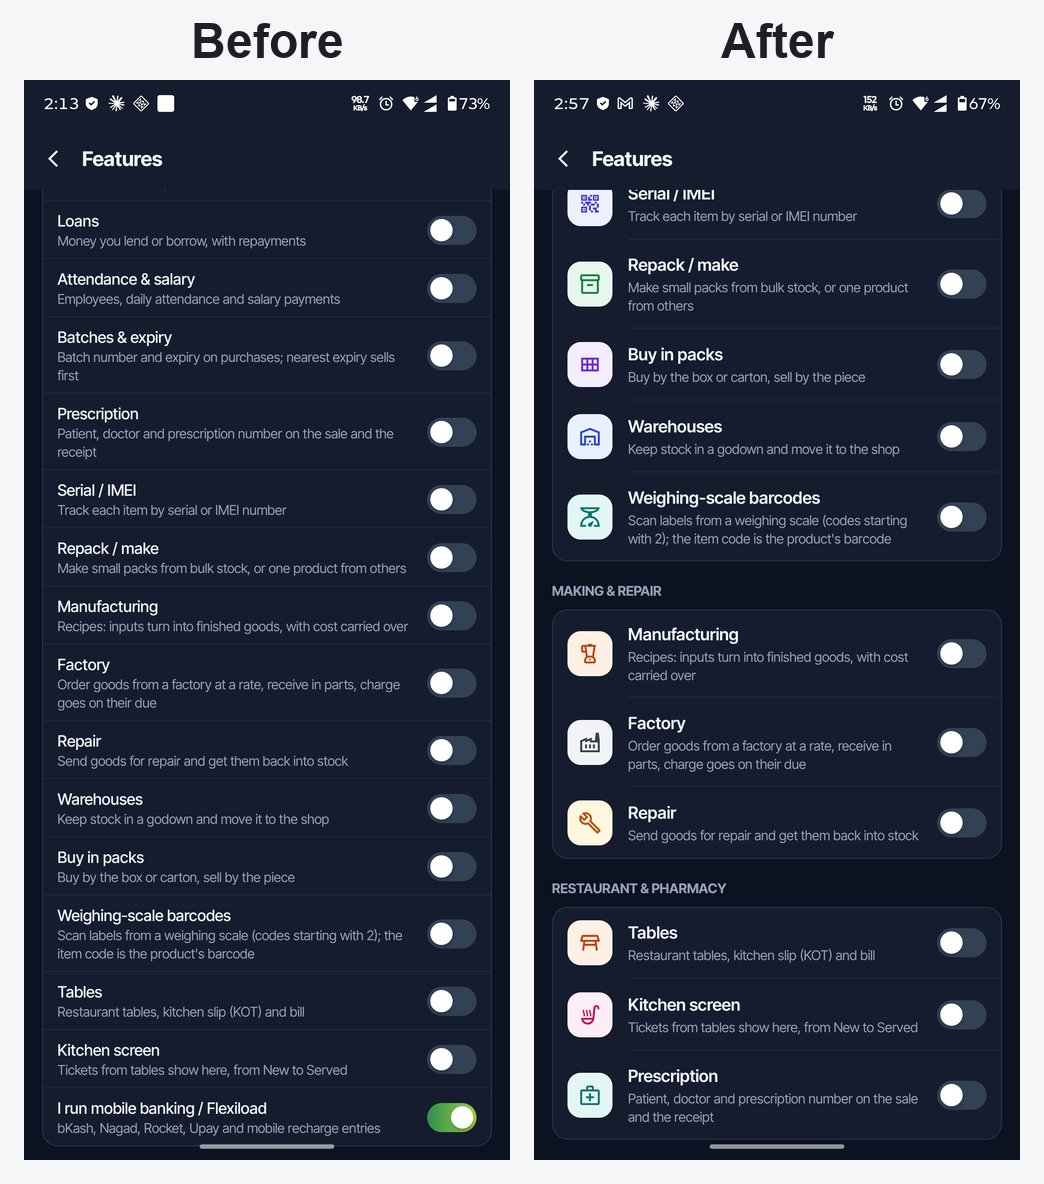 Before
After
2:13
98.7
KB/s
73%
Features
Loans
Money you lend or borrow, with repayments
Attendance & salary
Employees, daily attendance and salary payments
Batches & expiry
Batch number and expiry on purchases; nearest expiry sells
first
Prescription
Patient, doctor and prescription number on the sale and the
receipt
Serial / IMEI
Track each item by serial or IMEI number
Repack / make
Make small packs from bulk stock, or one product from others
Manufacturing
Recipes: inputs turn into finished goods, with cost carried over
Factory
Order goods from a factory at a rate, receive in parts, charge
goes on their due
Repair
Send goods for repair and get them back into stock
Warehouses
Keep stock in a godown and move it to the shop
Buy in packs
Buy by the box or carton, sell by the piece
Weighing-scale barcodes
Scan labels from a weighing scale (codes starting with 2); the
item code is the product's barcode
Tables
Restaurant tables, kitchen slip (KOT) and bill
Kitchen screen
Tickets from tables show here, from New to Served
I run mobile banking / Flexiload
bKash, Nagad, Rocket, Upay and mobile recharge entries
2:57
152
KB/s
67%
Features
Serial / IMEI
Track each item by serial or IMEI number
Repack / make
Make small packs from bulk stock, or one product
from others
Buy in packs
Buy by the box or carton, sell by the piece
Warehouses
Keep stock in a godown and move it to the shop
Weighing-scale barcodes
Scan labels from a weighing scale (codes starting
with 2); the item code is the product's barcode
MAKING & REPAIR
Manufacturing
Recipes: inputs turn into finished goods, with cost
carried over
Factory
Order goods from a factory at a rate, receive in
parts, charge goes on their due
Repair
Send goods for repair and get them back into stock
RESTAURANT & PHARMACY
Tables
Restaurant tables, kitchen slip (KOT) and bill
Kitchen screen
Tickets from tables show here, from New to Served
Prescription
Patient, doctor and prescription number on the sale
and the receipt